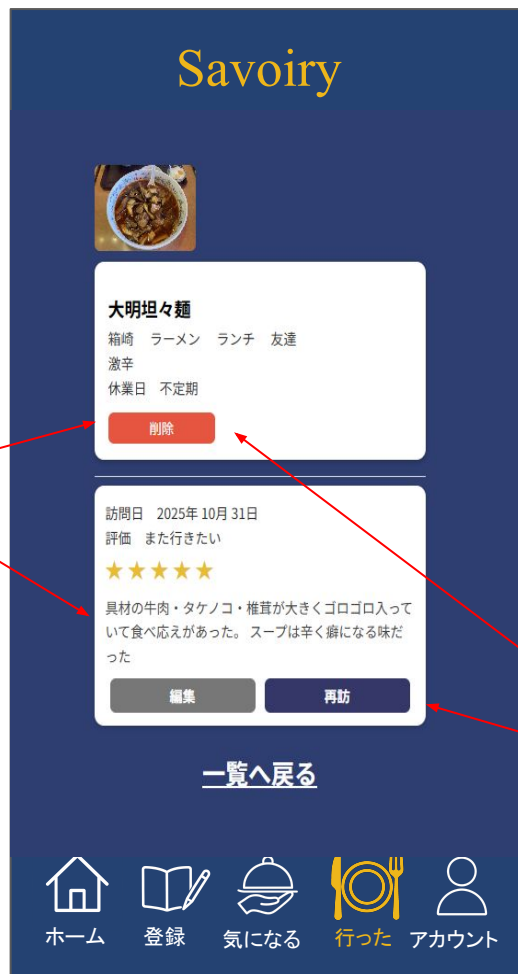 Savoiry
大明坦々麺
箱崎　ラーメン　ランチ　友達
激辛
休業日　不定期
削除
訪問日　2025年 10月 31日
評価　また行きたい
★★★★★
具材の牛肉・タケノコ・椎茸が大きくゴロゴロ入って
いて食べ応えがあった。 スープは辛く癖になる味だ
った
編集　再訪
一覧へ戻る
ホーム　登録　気になる　行った　アカウント